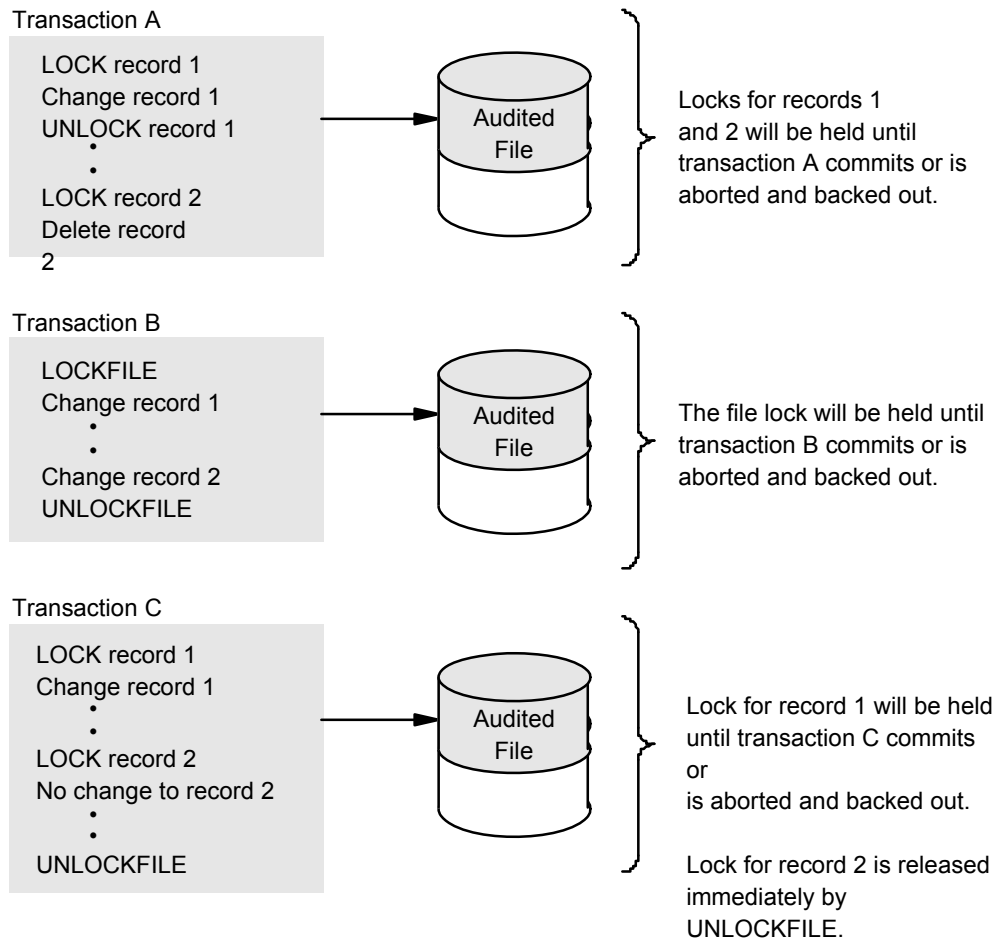 Transaction A
LOCK record 1
Change record 1
UNLOCK record 1
•
•
LOCK record 2
Delete record
2
Audited
File
Locks for records 1
and 2 will be held until
transaction A commits or is
aborted and backed out.
Transaction B
LOCKFILE
Change record 1
•
•
Change record 2
UNLOCKFILE
Audited
File
The file lock will be held until
transaction B commits or is
aborted and backed out.
Transaction C
LOCK record 1
Change record 1
•
•
LOCK record 2
No change to record 2
•
•
UNLOCKFILE
Audited
File
Lock for record 1 will be held
until transaction C commits
or
is aborted and backed out.
Lock for record 2 is released
immediately by
UNLOCKFILE.